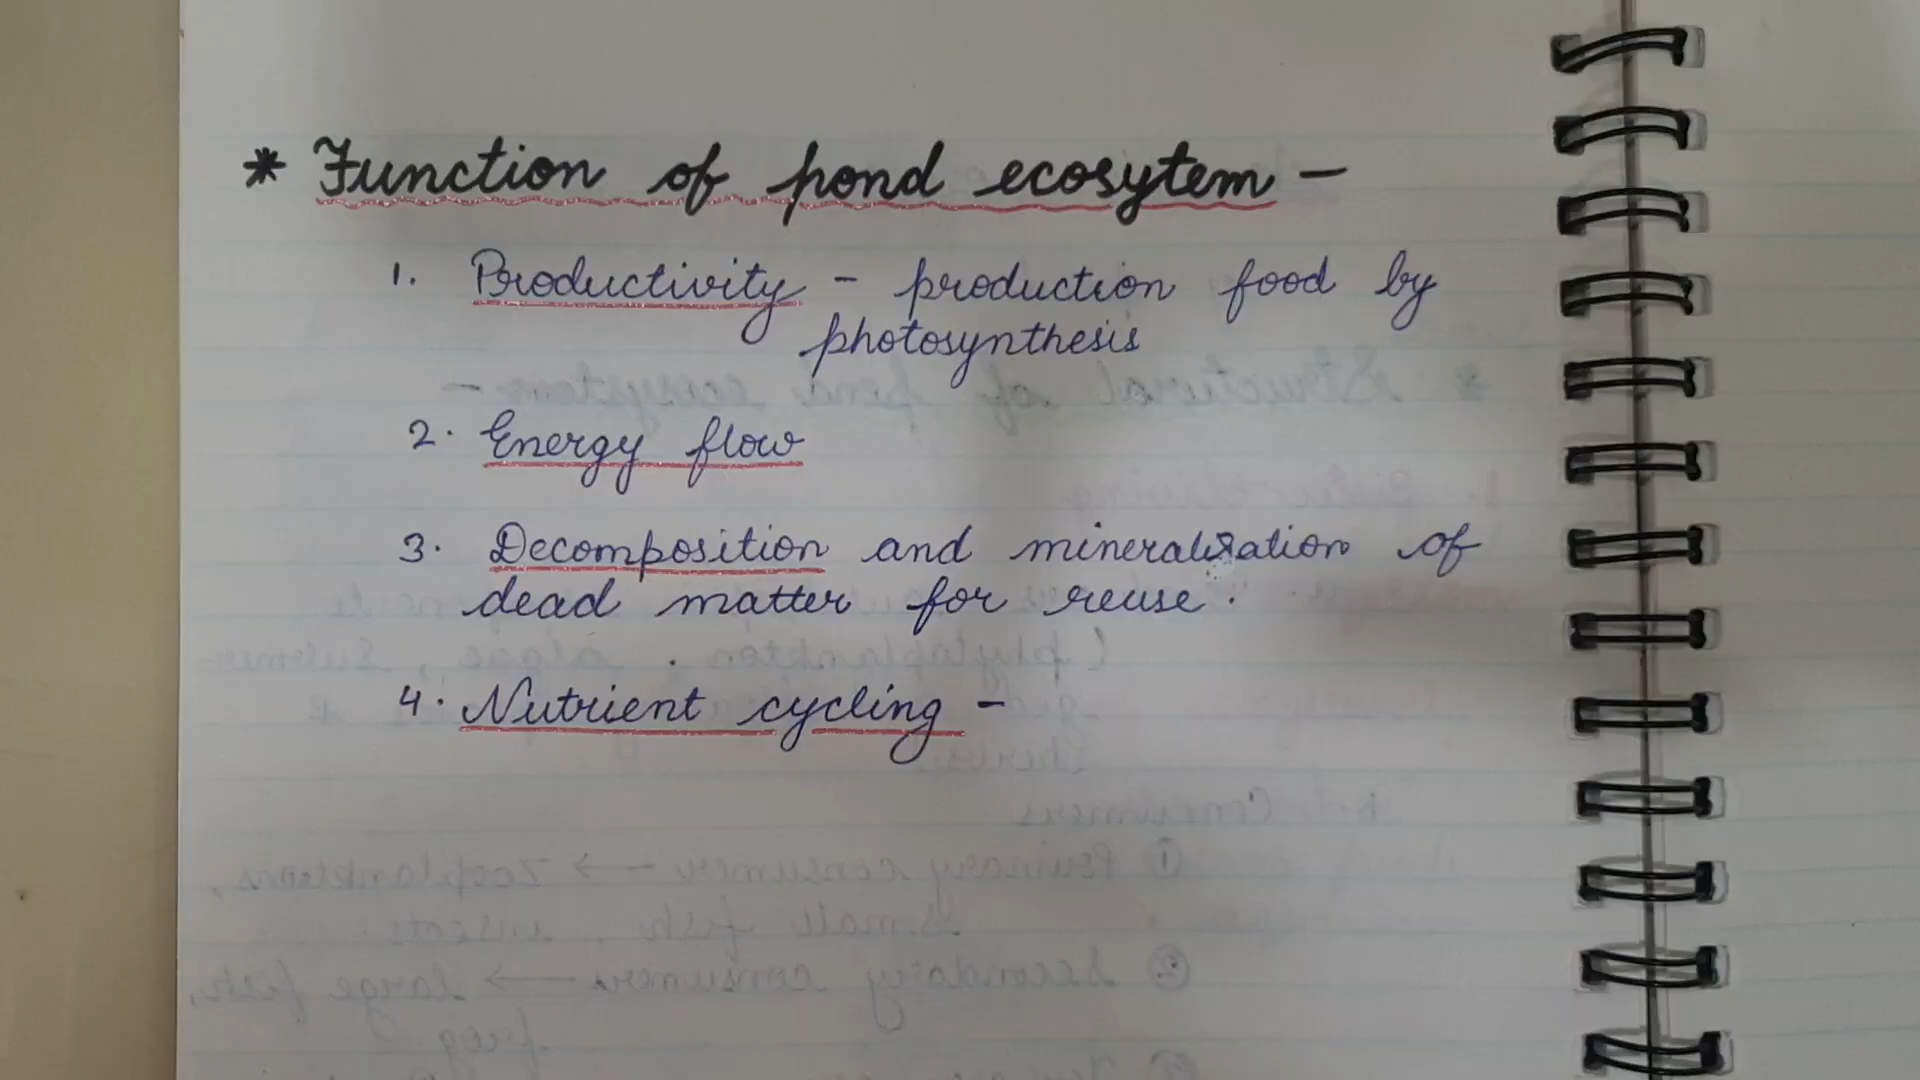 * Function of pond ecosytem -
1. Productivity - production food by
photosynthesis
2. Energy flow
3. Decomposition and mineralization of
dead matter for reuse.
4. Nutrient cycling -